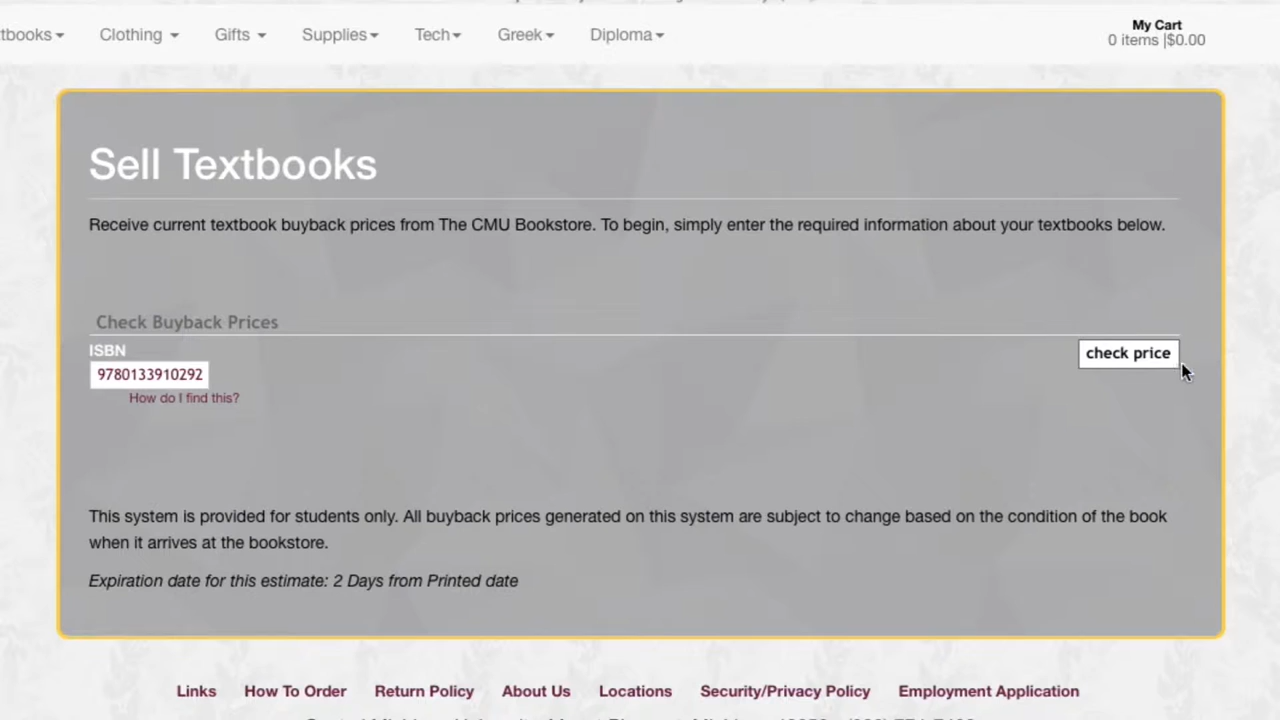 My Cart
tbooks Clothing Gifts Supplies Tech Greek Diploma
0 items |$0.00
Sell Textbooks
Receive current textbook buyback prices from The CMU Bookstore. To begin, simply enter the required information about your textbooks below.
Check Buyback Prices
ISBN
check price
9780133910292
How do I find this?
This system is provided for students only. All buyback prices generated on this system are subject to change based on the condition of the book
when it arrives at the bookstore.
Expiration date for this estimate: 2 Days from Printed date
Links How To Order Return Policy About Us Locations Security/Privacy Policy Employment Application